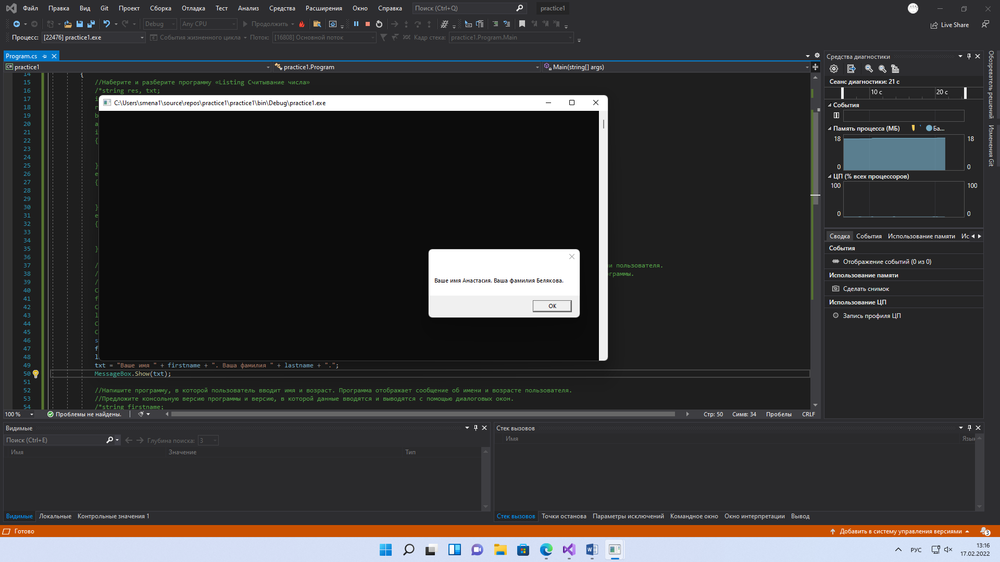 Файл Правка Вид Git Проект Сборка Отладка Тест Анализ Средства Расширения Окно Справка Поиск (Ctrl+Q) practice1
Debug Any CPU Продолжить Live Share
Процесс: [22476] practice1.exe События жизненного цикла Поток: [16808] Основной поток Кадр стека: practice1.Program.Main
Program.cs
C# practice1 practice1.Program Main(string[] args)
14 {
15 //Наберите и разберите программу «Listing Считывание числа»
16 /*string res, txt;
17 i
18 r
19 b
20 a
21 i
22 {
23
24
25 }
26 e
27 {
28
29
30 }
31 e
32 {
33
34
35 }
36
37 / и пользователя.
38 / граммы.
39 /
40 C
41 f
42 C
43 l
44 C
45 C
46 s
47 f
48 l
49 txt = "Ваше имя " + firstname + ". Ваша фамилия " + lastname + ".";
50 MessageBox.Show(txt);
51
52 //Напишите программу, в которой пользователь вводит имя и возраст. Программа отображает сообщение об имени и возрасте пользователя.
53 //Предложите консольную версию программы и версию, в которой данные вводятся и выводятся с помощью диалоговых окон.
54 /*string firstname;
C:\Users\smena1\source\repos\practice1\practice1\bin\Debug\practice1.exe
Ваше имя Анастасия. Ваша фамилия Белякова.
OK
100 % Проблемы не найдены. Стр: 50 Симв: 34 Пробелы CRLF
Средства диагностики
Сеанс диагностики: 21 с
10 с 20 с
События
Память процесса (МБ) Ба...
18 18
0 0
ЦП (% всех процессоров)
100 100
0 0
Сводка События Использование памяти Ис
События
Отображение событий (0 из 0)
Использование памяти
Сделать снимок
Использование ЦП
Запись профиля ЦП
Обозреватель решений
Изменения Git
Видимые
Поиск (Ctrl+E) Глубина поиска: 3
Имя Значение Тип
Видимые Локальные Контрольные значения 1
Стек вызовов
Имя Язык
Стек вызовов Точки останова Параметры исключений Командное окно Окно интерпретации Вывод
Готово Добавить в систему управления версиями 3
РУС 13:16
17.02.2022